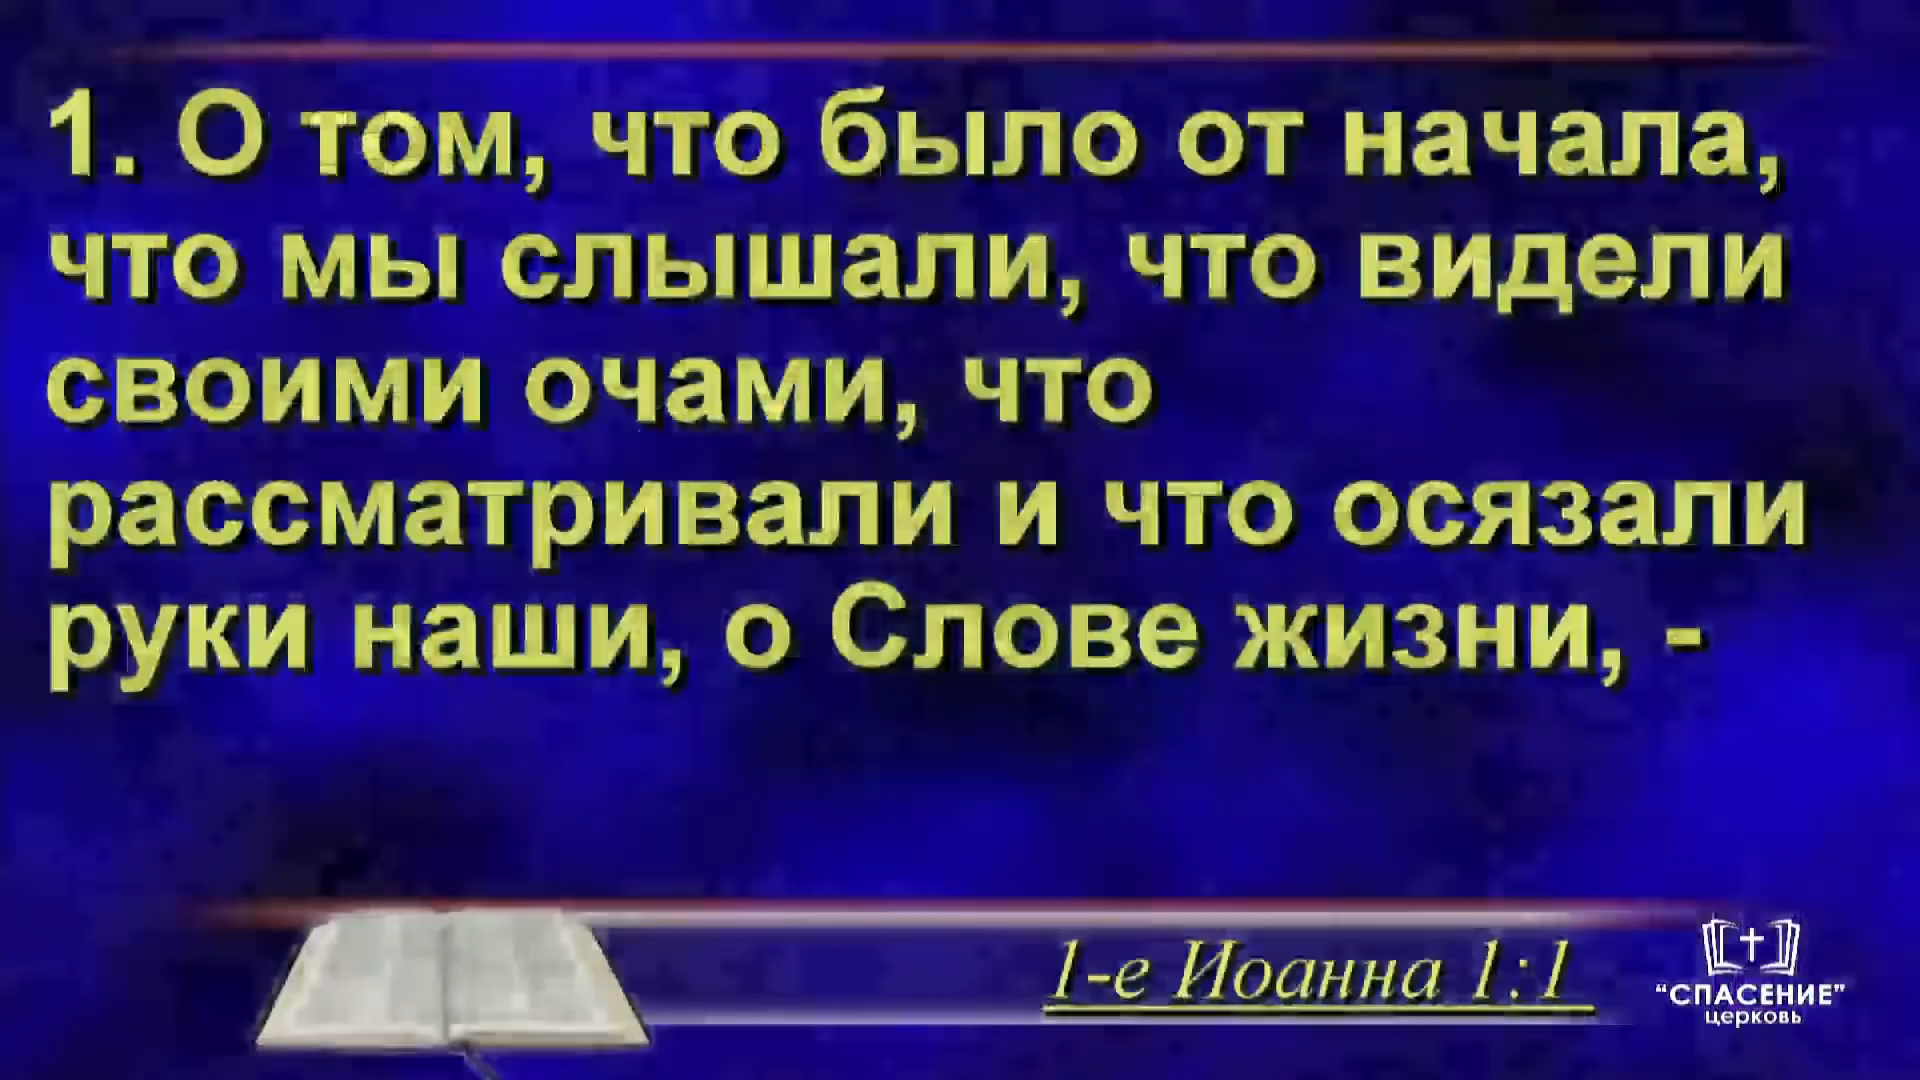 1. О том, что было от начала,
что мы слышали, что видели
своими очами, что
рассматривали и что осязали
руки наши, о Слове жизни, -
1-е Иоанна 1:1
“СПАСЕНИЕ”
церковь